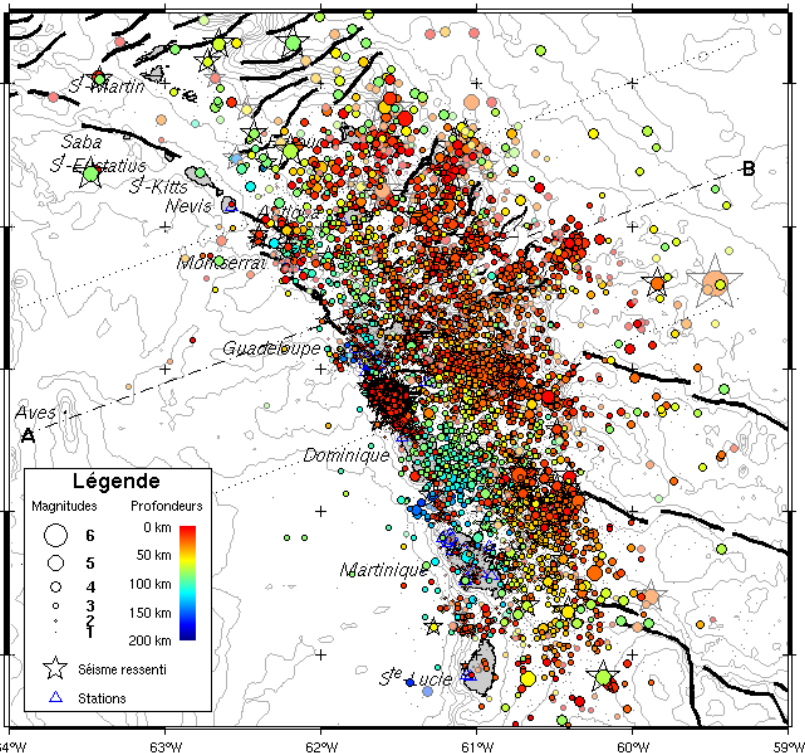 St-Martin
Saba
St-Eustatius
St-Kitts
Nevis
B
Montserrat
Guadeloupe
Aves
A
Dominique
Légende
Magnitudes Profondeurs
6 0 km
5 50 km
4 100 km
3 150 km
2
1 200 km
Séisme ressenti
Stations
Martinique
Ste-Lucie
63°W 62°W 61°W 60°W 59°W